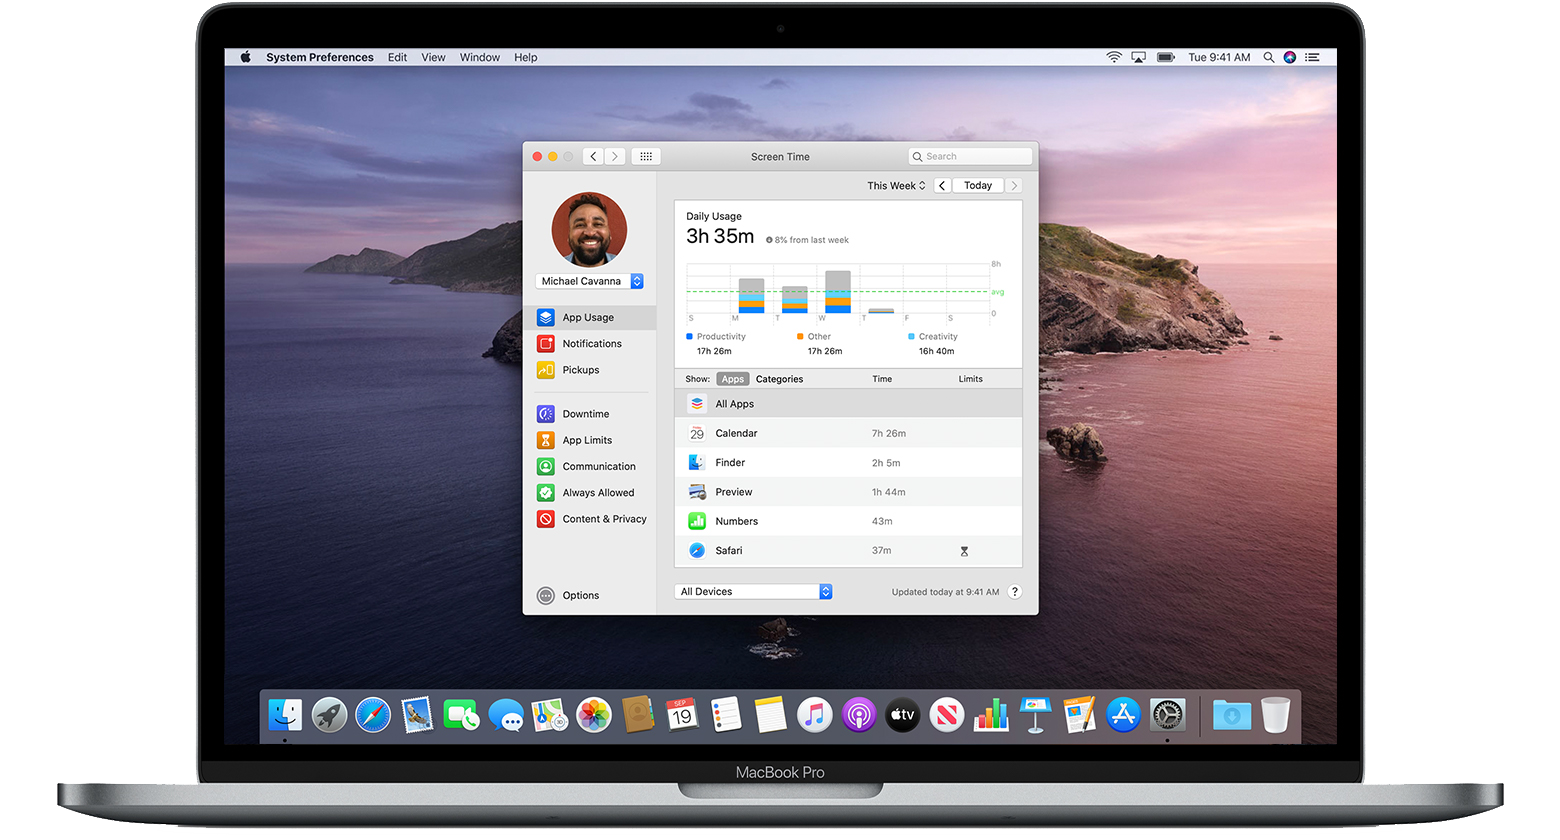 System Preferences Edit View Window Help Tue 9:41 AM
Screen Time Search
This Week Today
Michael Cavanna
App Usage
Notifications
Pickups
Downtime
App Limits
Communication
Always Allowed
Content & Privacy
Options
Daily Usage
3h 35m 8% from last week
8h
avg
0
S M T W T F S
Productivity Other Creativity
17h 26m 17h 26m 16h 40m
Show: Apps Categories Time Limits
All Apps
29 Calendar 7h 26m
Finder 2h 5m
Preview 1h 44m
Numbers 43m
Safari 37m
All Devices Updated today at 9:41 AM ?
SEP
19
tv
MacBook Pro